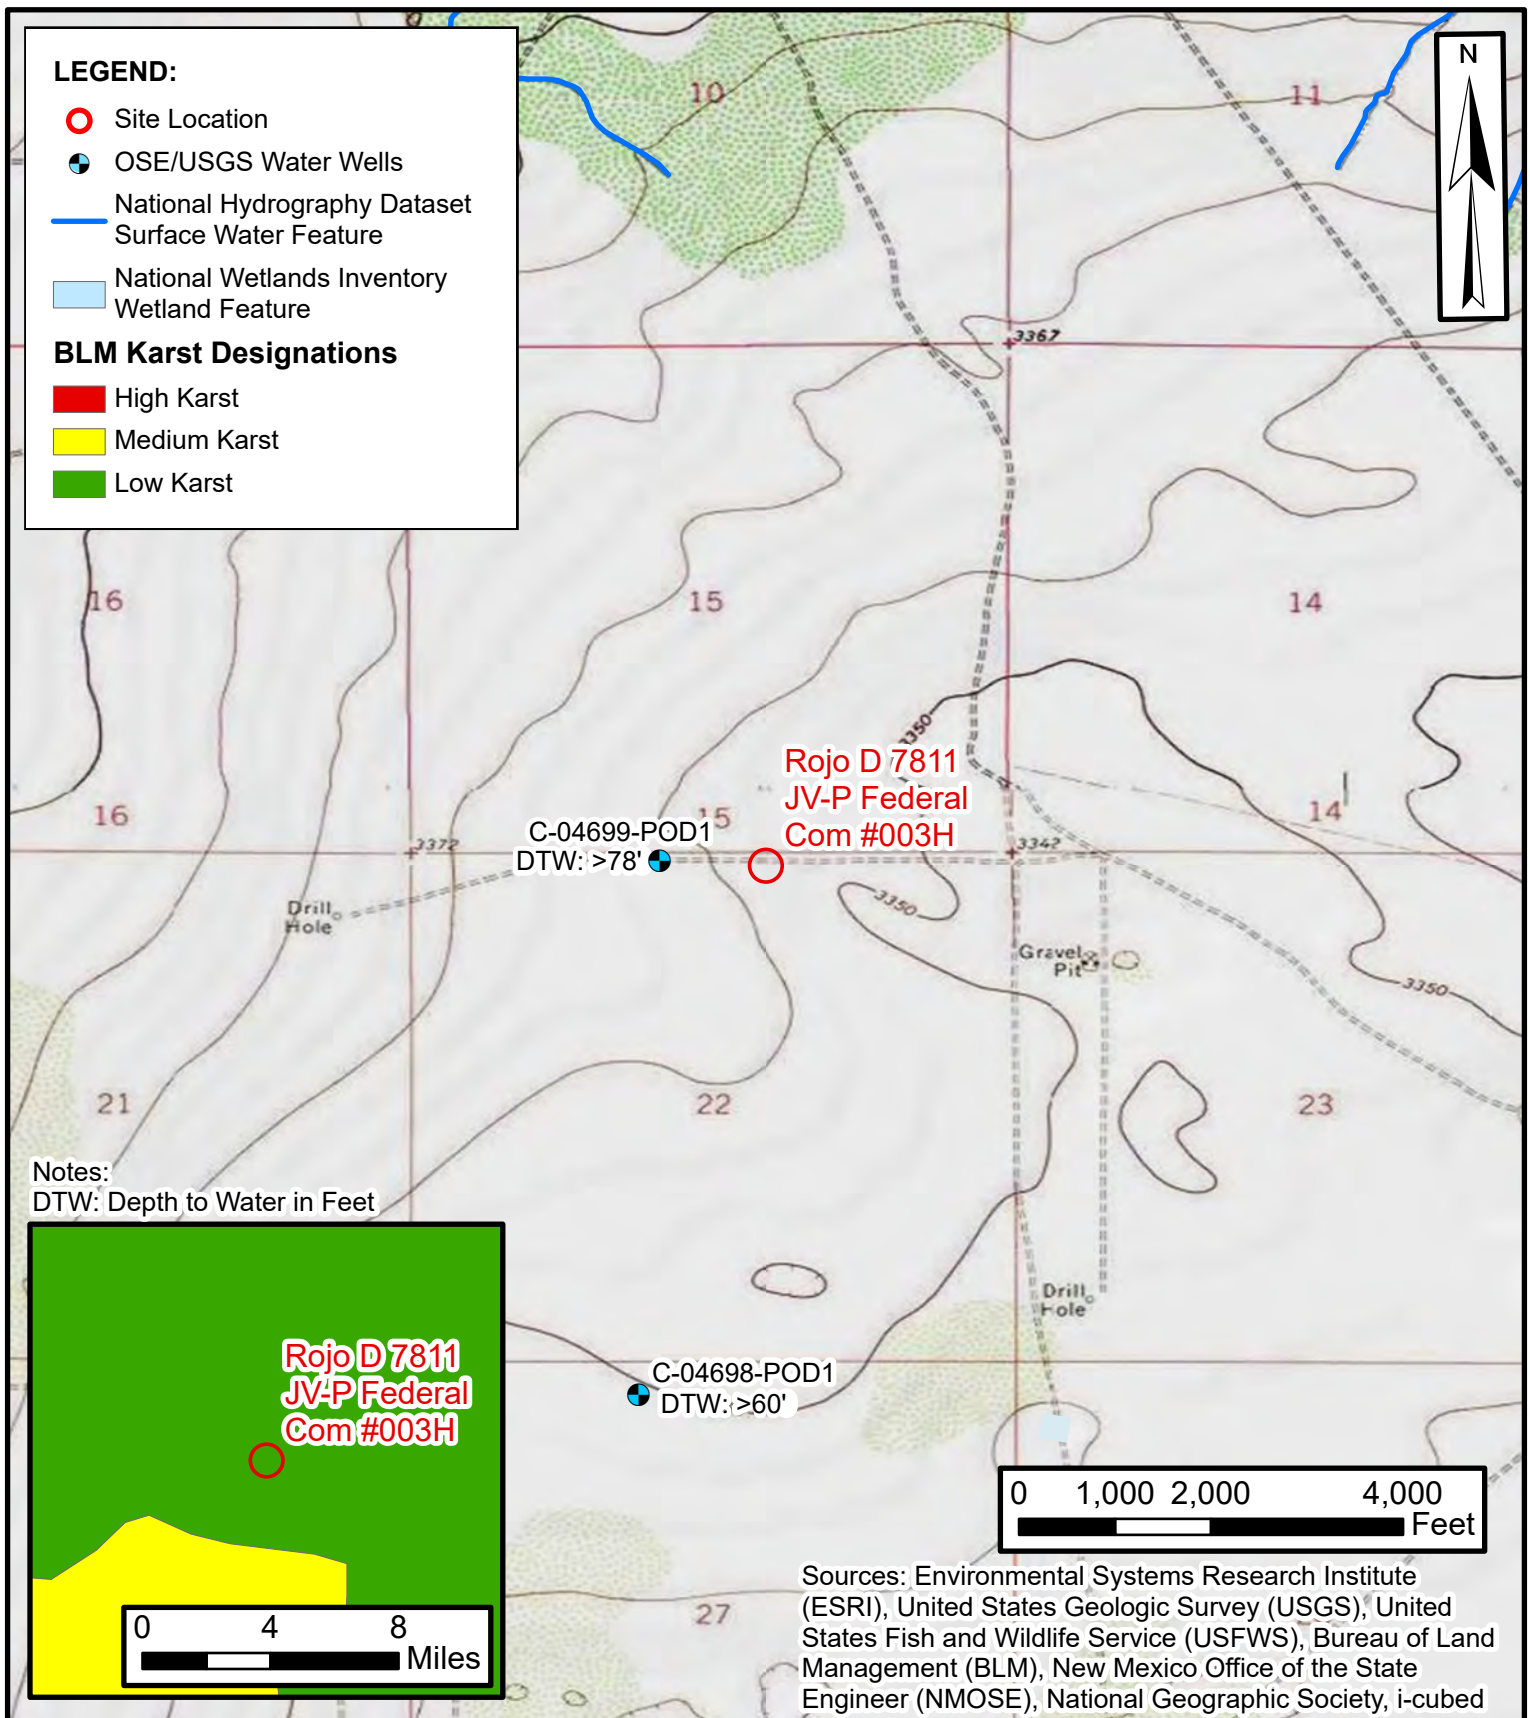 LEGEND:
Site Location
OSE/USGS Water Wells
National Hydrography Dataset
Surface Water Feature
National Wetlands Inventory
Wetland Feature
BLM Karst Designations
High Karst
Medium Karst
Low Karst
N
10
11
3367
16
15
14
3350
Rojo D 7811
JV-P Federal
Com #003H
16
15
14
C-04699-POD1
DTW: >78'
3372
3342
Drill
Hole
3350
Gravel
Pit
3350
21
22
23
Notes:
DTW: Depth to Water in Feet
Drill
Hole
Rojo D 7811
JV-P Federal
Com #003H
C-04698-POD1
DTW: >60'
0 1,000 2,000 4,000
Feet
0 4 8
Miles
27
Sources: Environmental Systems Research Institute
(ESRI), United States Geologic Survey (USGS), United
States Fish and Wildlife Service (USFWS), Bureau of Land
Management (BLM), New Mexico Office of the State
Engineer (NMOSE), National Geographic Society, i-cubed